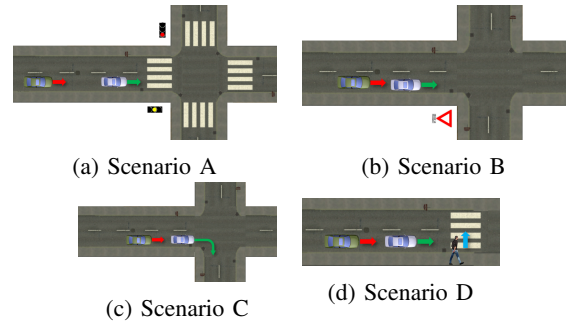 (a) Scenario A
(b) Scenario B
(c) Scenario C
(d) Scenario D